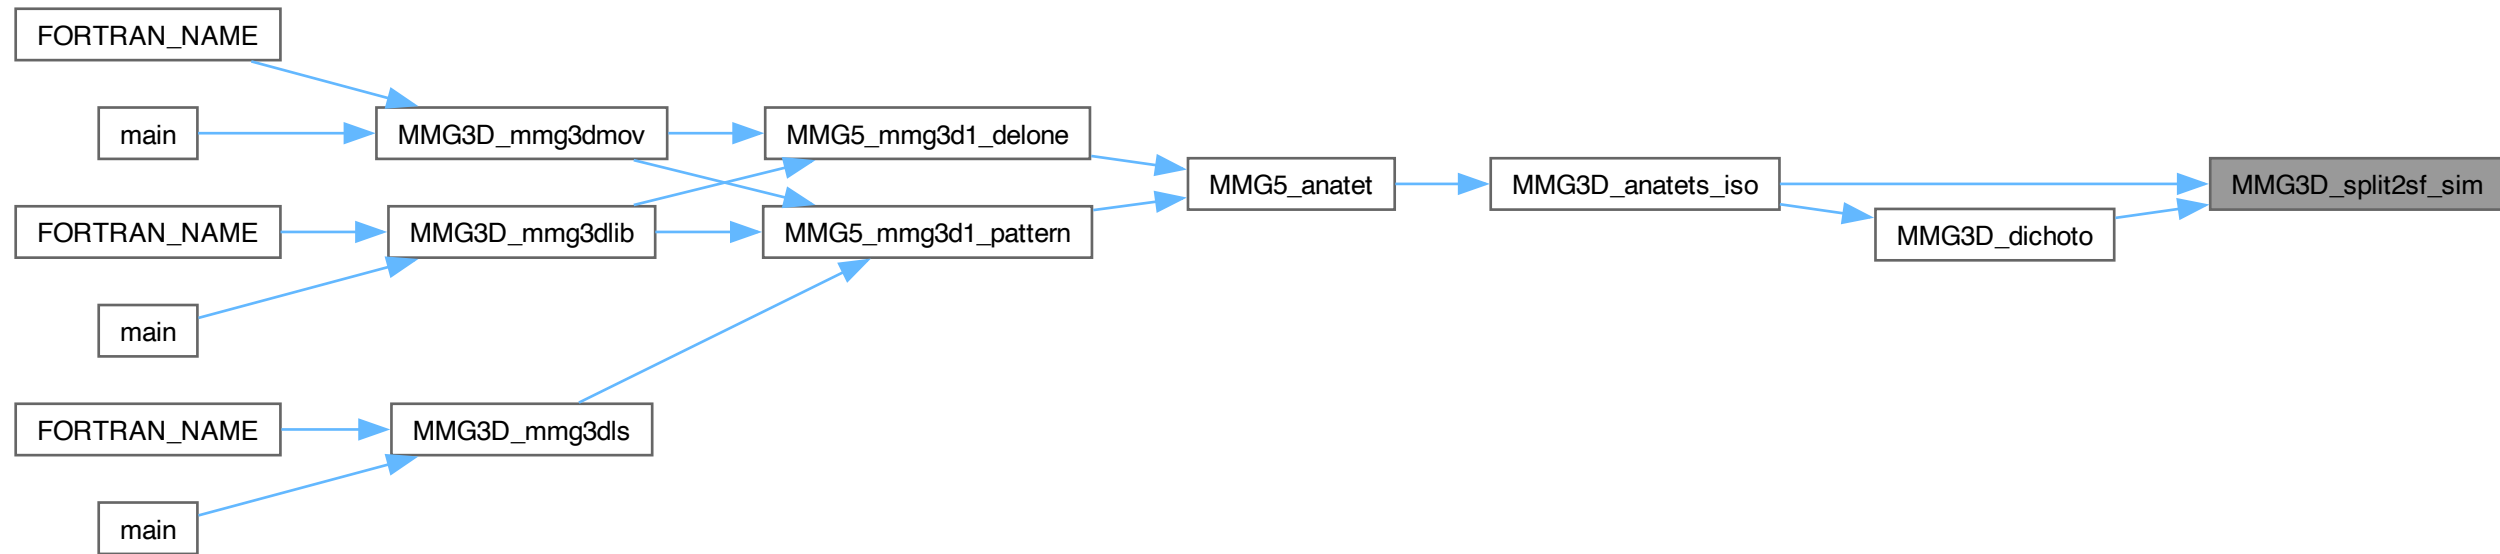 FORTRAN_NAME
main
MMG3D_mmg3dmov
MMG5_mmg3d1_delone
MMG5_anatet
MMG3D_anatets_iso
MMG3D_split2sf_sim
FORTRAN_NAME
MMG3D_mmg3dlib
MMG5_mmg3d1_pattern
MMG3D_dichoto
main
FORTRAN_NAME
MMG3D_mmg3dls
main